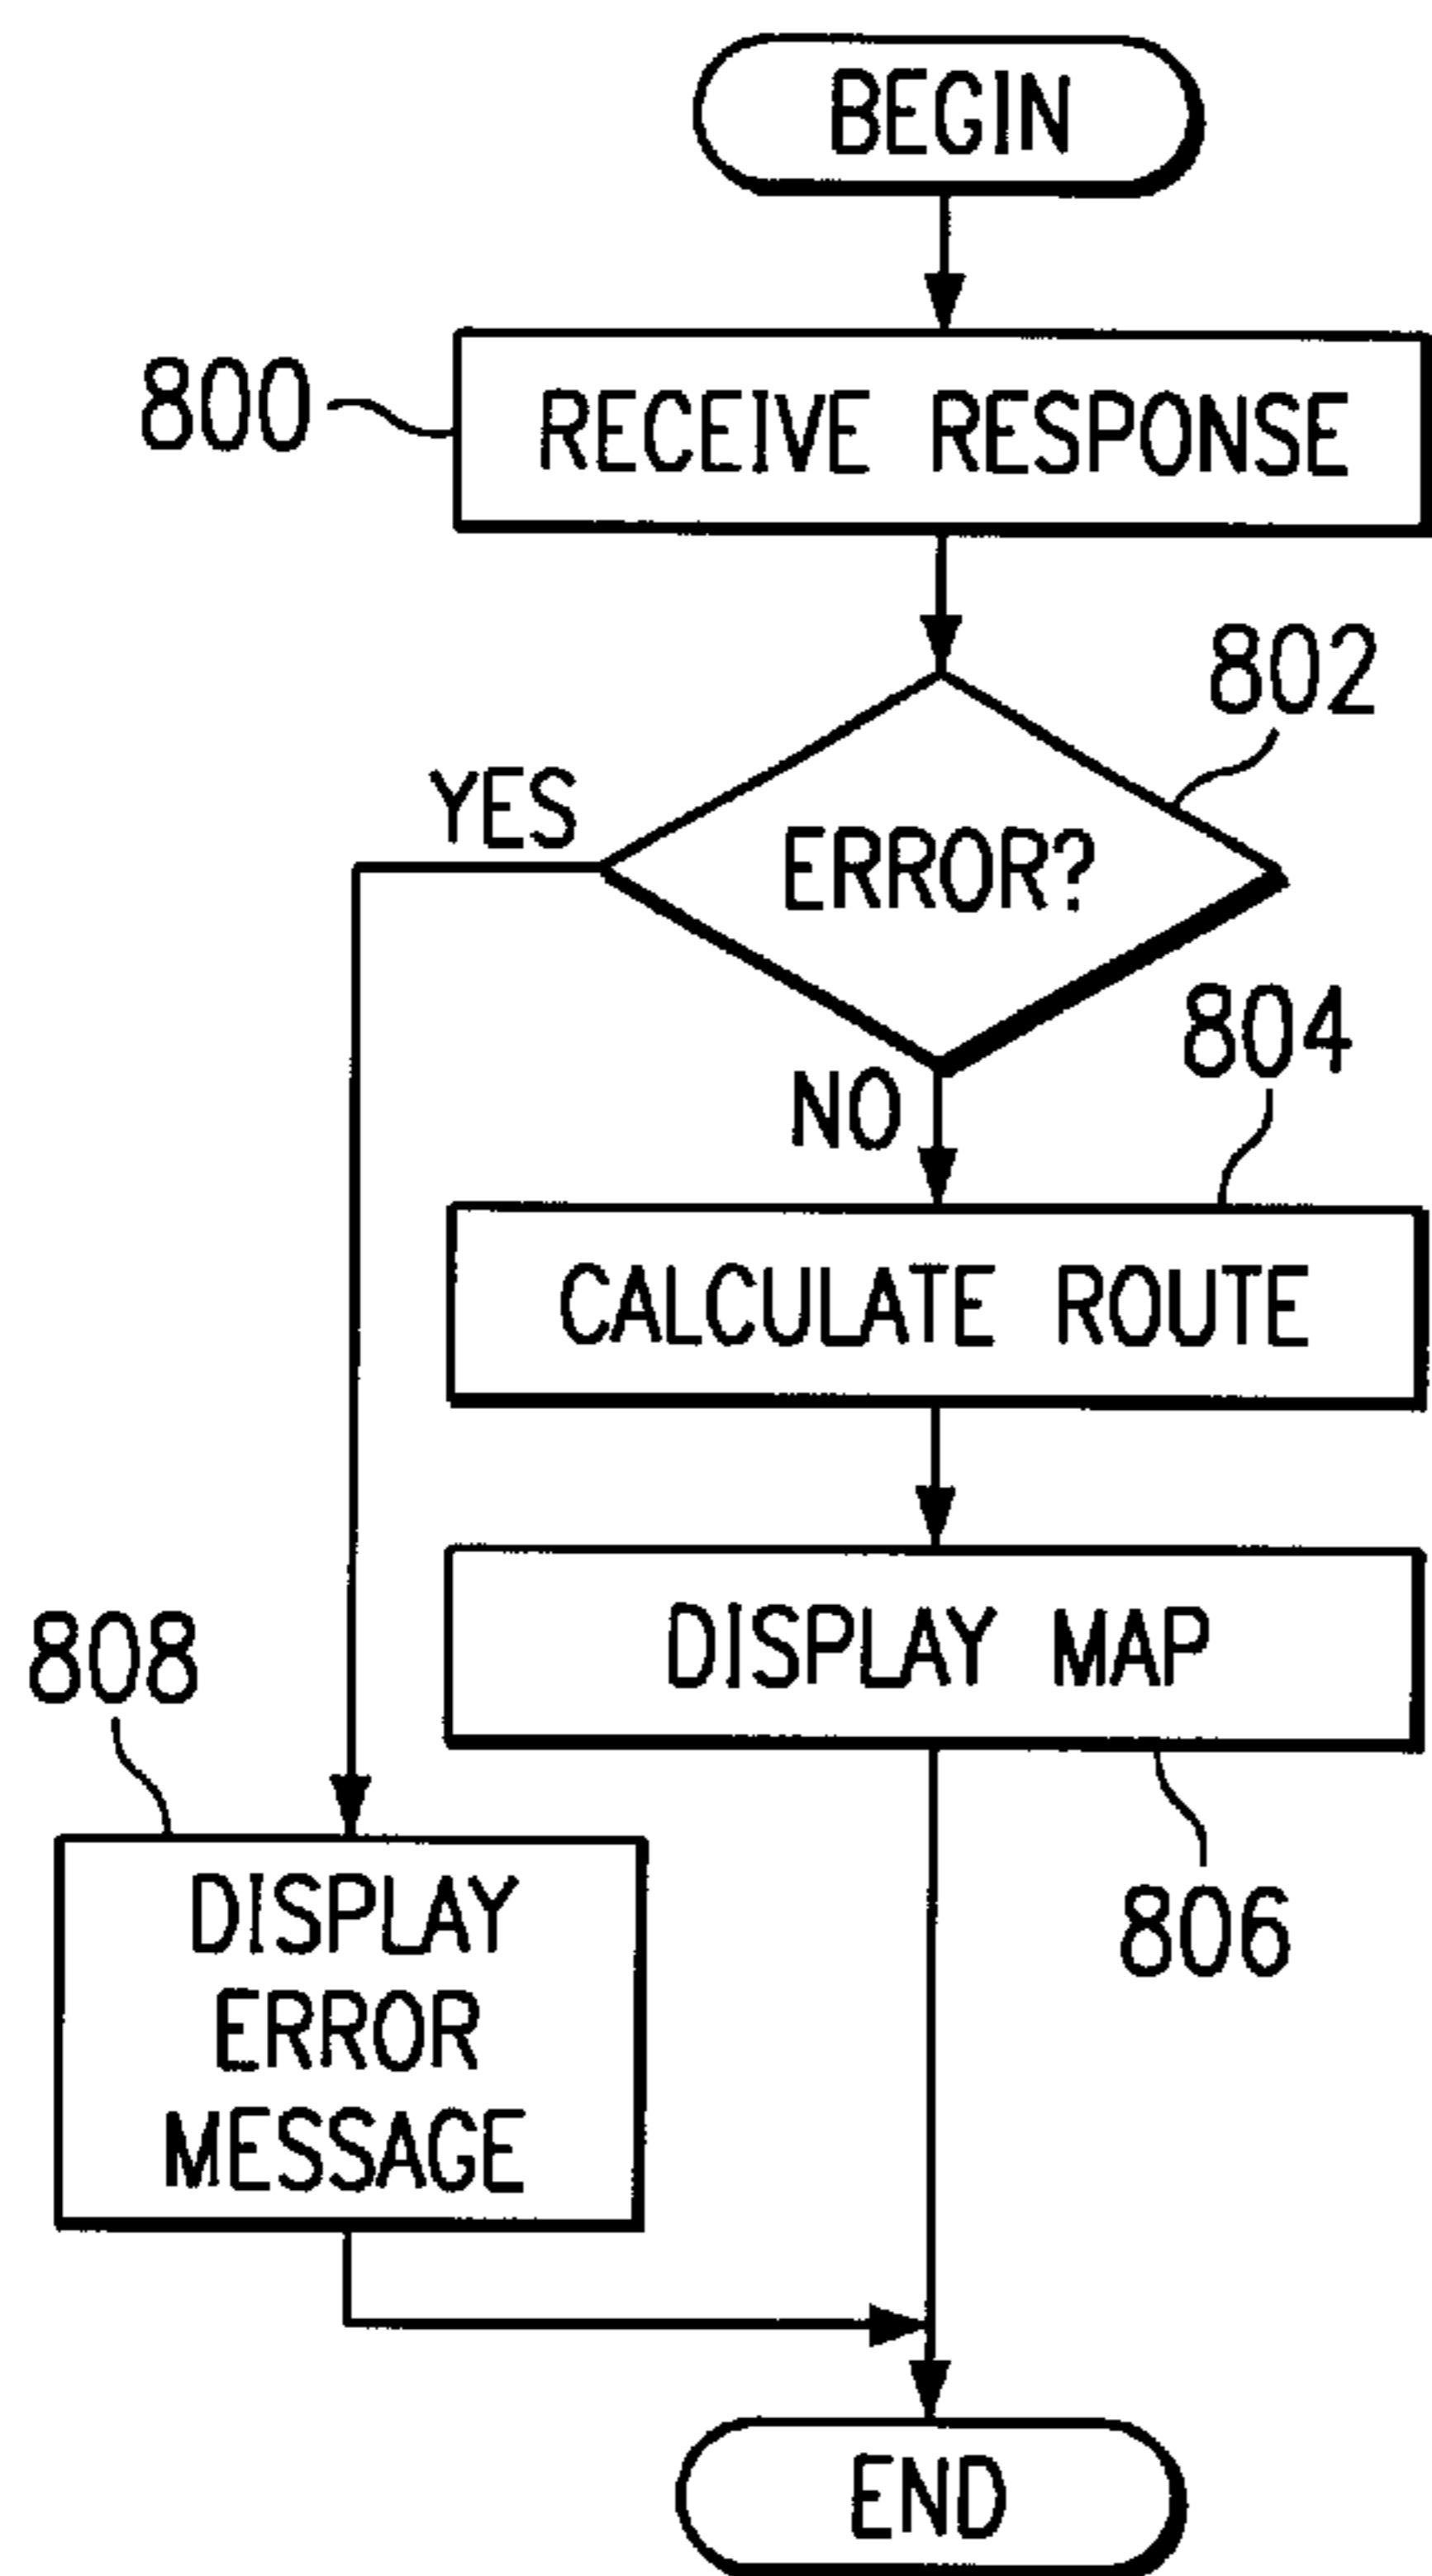 BEGIN
800
RECEIVE RESPONSE
802
YES
ERROR?
804
NO
CALCULATE ROUTE
808
DISPLAY MAP
806
DISPLAY
ERROR
MESSAGE
END